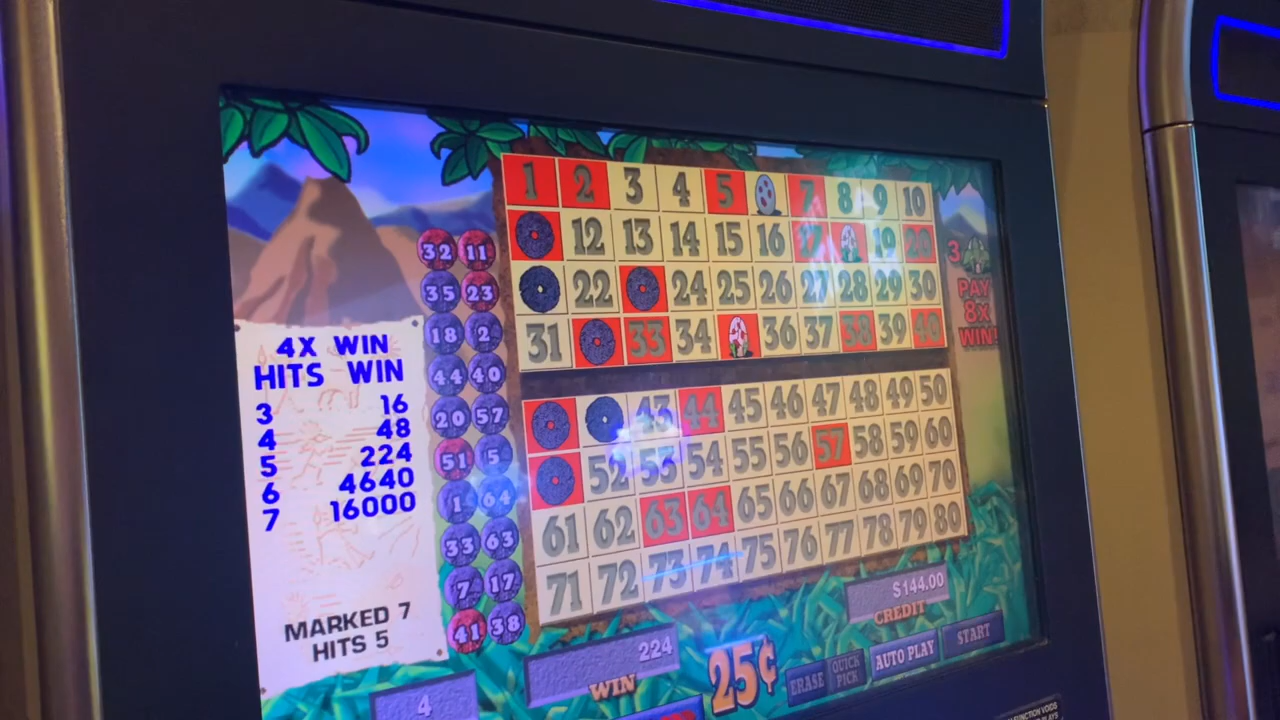 1 2 3 4 5 7 8 9 10
12 13 14 15 16 17 19 20
22 24 25 26 27 28 29 30
31 33 34 36 37 38 39 40
43 44 45 46 47 48 49 50
52 53 54 55 56 57 58 59 60
61 62 63 64 65 66 67 68 69 70
71 72 73 74 75 76 77 78 79 80
32 11
35 23
18 2
44 40
20 57
51 5
1 64
33 63
7 17
41 38
4X WIN
HITS WIN
3 16
4 48
5 224
6 4640
7 16000
MARKED 7
HITS 5
3
PAY
8X
WIN!
$144.00
CREDIT
224
WIN
4
25¢
ERASE
QUICK
PICK
AUTO PLAY
START